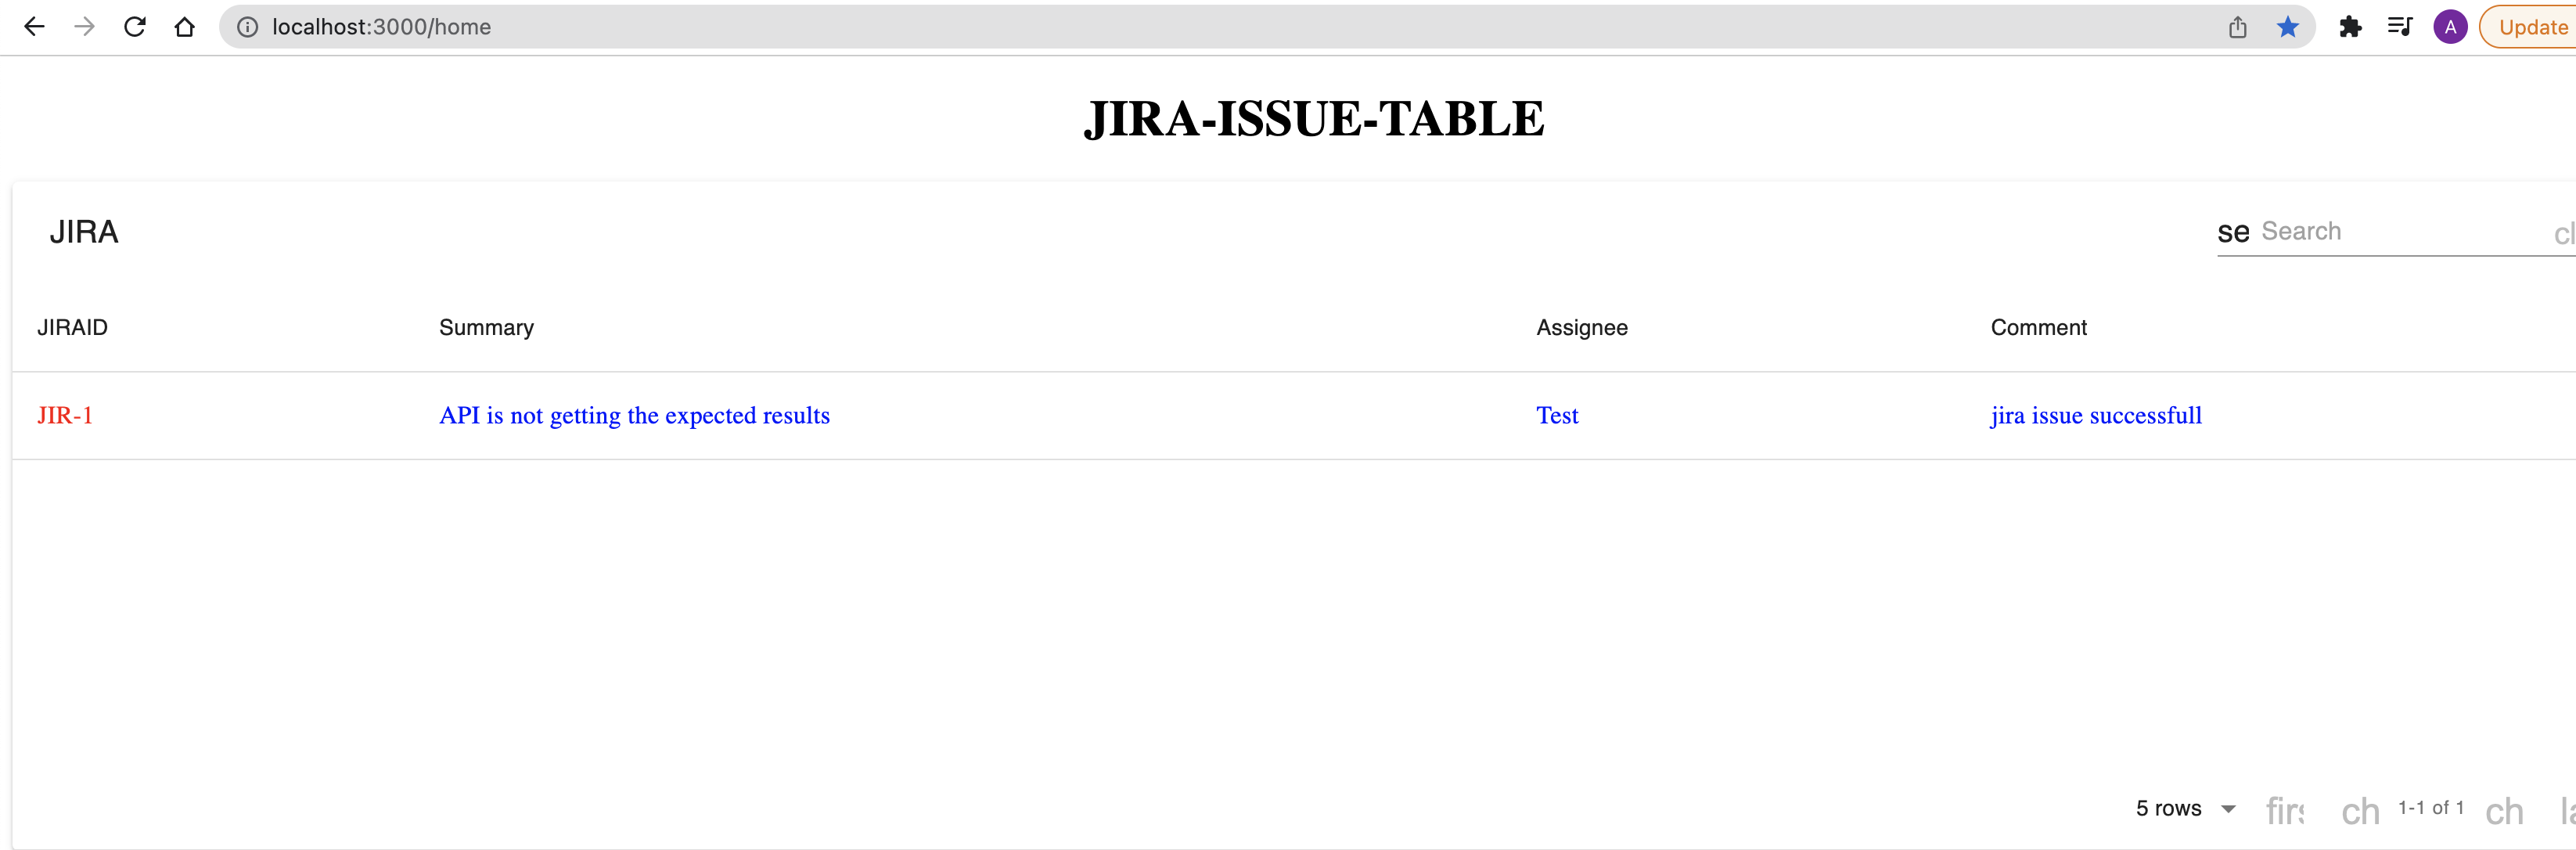 localhost:3000/home
A
Update
JIRA-ISSUE-TABLE
JIRA
se Search cl
JIRAID Summary Assignee Comment
JIR-1 API is not getting the expected results Test jira issue successfull
5 rows firs ch 1-1 of 1 ch la